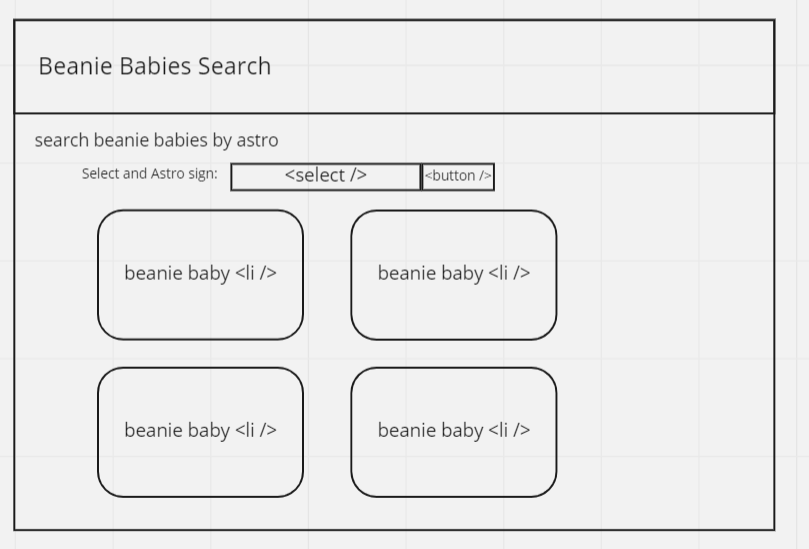 Beanie Babies Search
search beanie babies by astro
Select and Astro sign: <select /> <button />
beanie baby <li /> beanie baby <li />
beanie baby <li /> beanie baby <li />